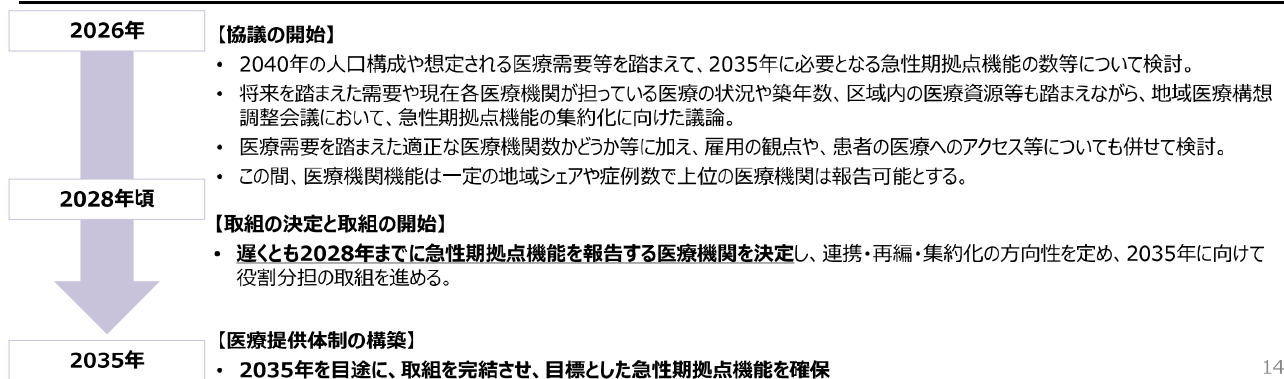 2026年
【協議の開始】
• 2040年の人口構成や想定される医療需要等を踏まえて、2035年に必要となる急性期拠点機能の数等について検討。
• 将来を踏まえた需要や現在各医療機関が担っている医療の状況や築年数、区域内の医療資源等も踏まえながら、地域医療構想
調整会議において、急性期拠点機能の集約化に向けた議論。
• 医療需要を踏まえた適正な医療機関数かどうか等に加え、雇用の観点や、患者の医療へのアクセス等についても併せて検討。
• この間、医療機関機能は一定の地域シェアや症例数で上位の医療機関は報告可能とする。
2028年頃
【取組の決定と取組の開始】
• 遅くとも2028年までに急性期拠点機能を報告する医療機関を決定し、連携・再編・集約化の方向性を定め、2035年に向けて
役割分担の取組を進める。
【医療提供体制の構築】
2035年
• 2035年を目途に、取組を完結させ、目標とした急性期拠点機能を確保
14